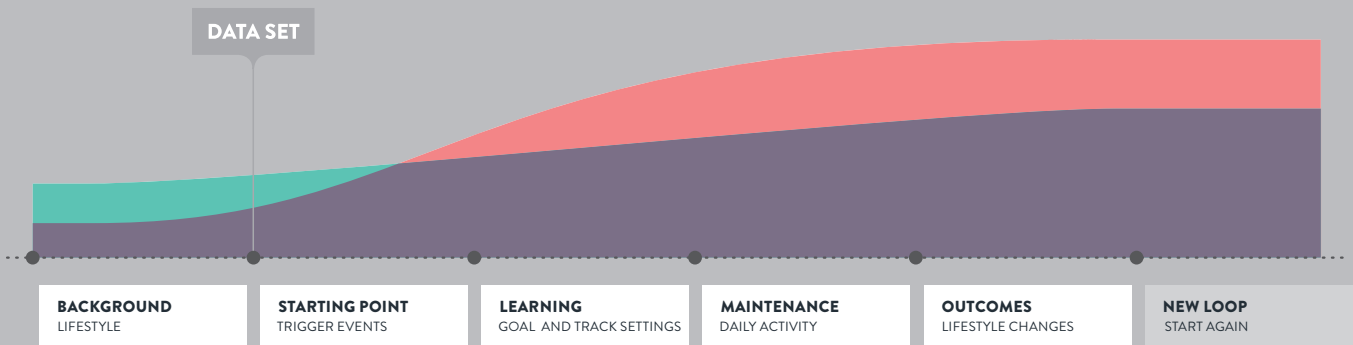 DATA SET
BACKGROUND
LIFESTYLE
STARTING POINT
TRIGGER EVENTS
LEARNING
GOAL AND TRACK SETTINGS
MAINTENANCE
DAILY ACTIVITY
OUTCOMES
LIFESTYLE CHANGES
NEW LOOP
START AGAIN